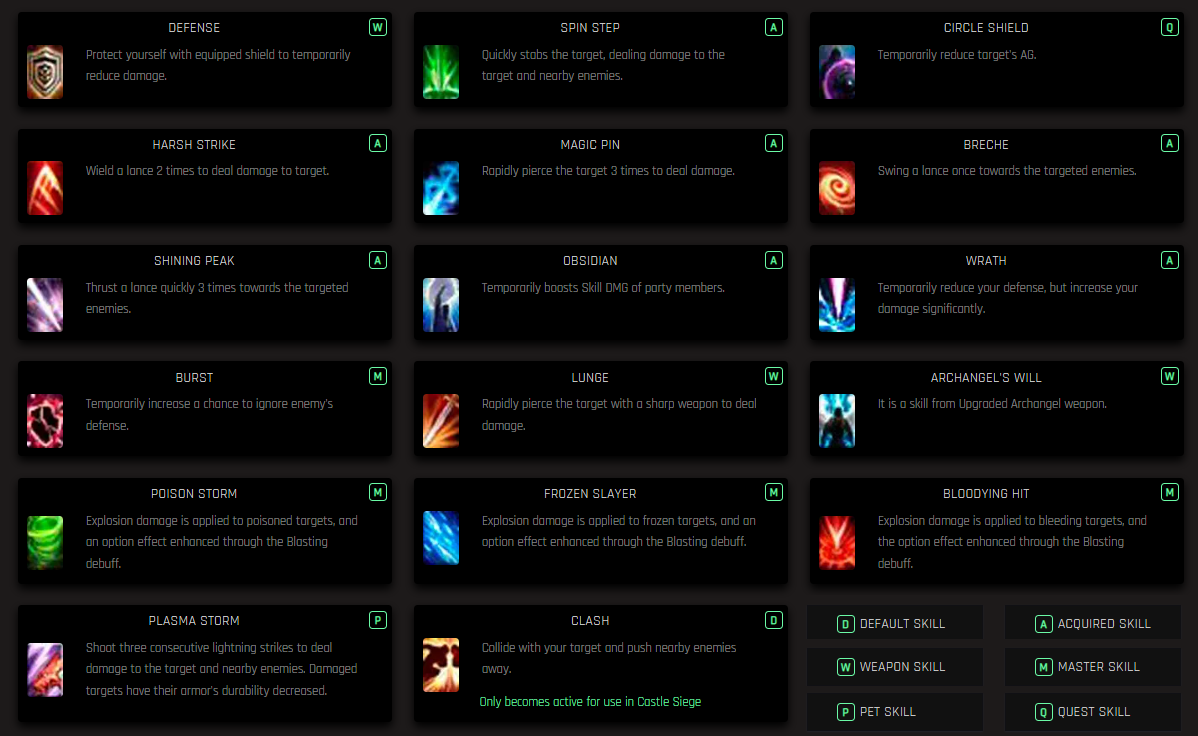 DEFENSE
W
Protect yourself with equipped shield to temporarily
reduce damage.
SPIN STEP
A
Quickly stabs the target, dealing damage to the
target and nearby enemies.
CIRCLE SHIELD
Q
Temporarily reduce target's AG.
HARSH STRIKE
A
Wield a lance 2 times to deal damage to target.
MAGIC PIN
A
Rapidly pierce the target 3 times to deal damage.
BRECHE
A
Swing a lance once towards the targeted enemies.
SHINING PEAK
A
Thrust a lance quickly 3 times towards the targeted
enemies.
OBSIDIAN
A
Temporarily boosts Skill DMG of party members.
WRATH
A
Temporarily reduce your defense, but increase your
damage significantly.
BURST
M
Temporarily increase a chance to ignore enemy's
defense.
LUNGE
W
Rapidly pierce the target with a sharp weapon to deal
damage.
ARCHANGEL'S WILL
W
It is a skill from Upgraded Archangel weapon.
POISON STORM
M
Explosion damage is applied to poisoned targets, and
an option effect enhanced through the Blasting
debuff.
FROZEN SLAYER
M
Explosion damage is applied to frozen targets, and an
option effect enhanced through the Blasting debuff.
BLOODYING HIT
M
Explosion damage is applied to bleeding targets, and
the option effect enhanced through the Blasting
debuff.
PLASMA STORM
P
Shoot three consecutive lightning strikes to deal
damage to the target and nearby enemies. Damaged
targets have their armor's durability decreased.
CLASH
D
Collide with your target and push nearby enemies
away.
Only becomes active for use in Castle Siege
D DEFAULT SKILL
A ACQUIRED SKILL
W WEAPON SKILL
M MASTER SKILL
P PET SKILL
Q QUEST SKILL